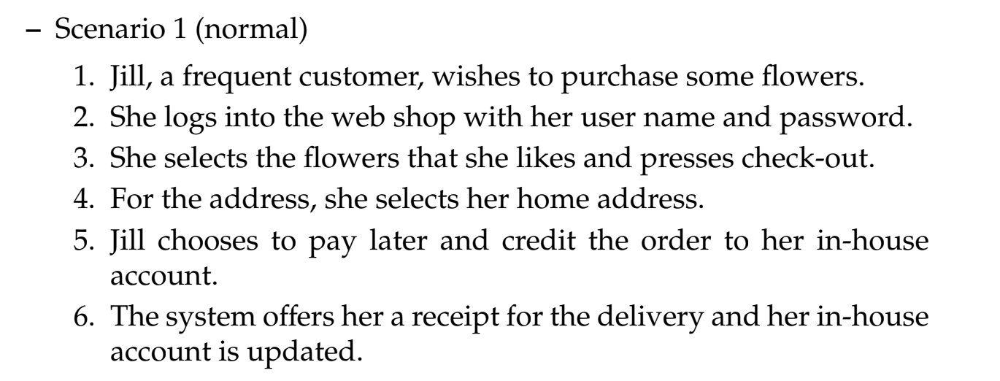 – Scenario 1 (normal)
1. Jill, a frequent customer, wishes to purchase some flowers.
2. She logs into the web shop with her user name and password.
3. She selects the flowers that she likes and presses check-out.
4. For the address, she selects her home address.
5. Jill chooses to pay later and credit the order to her in-house
account.
6. The system offers her a receipt for the delivery and her in-house
account is updated.